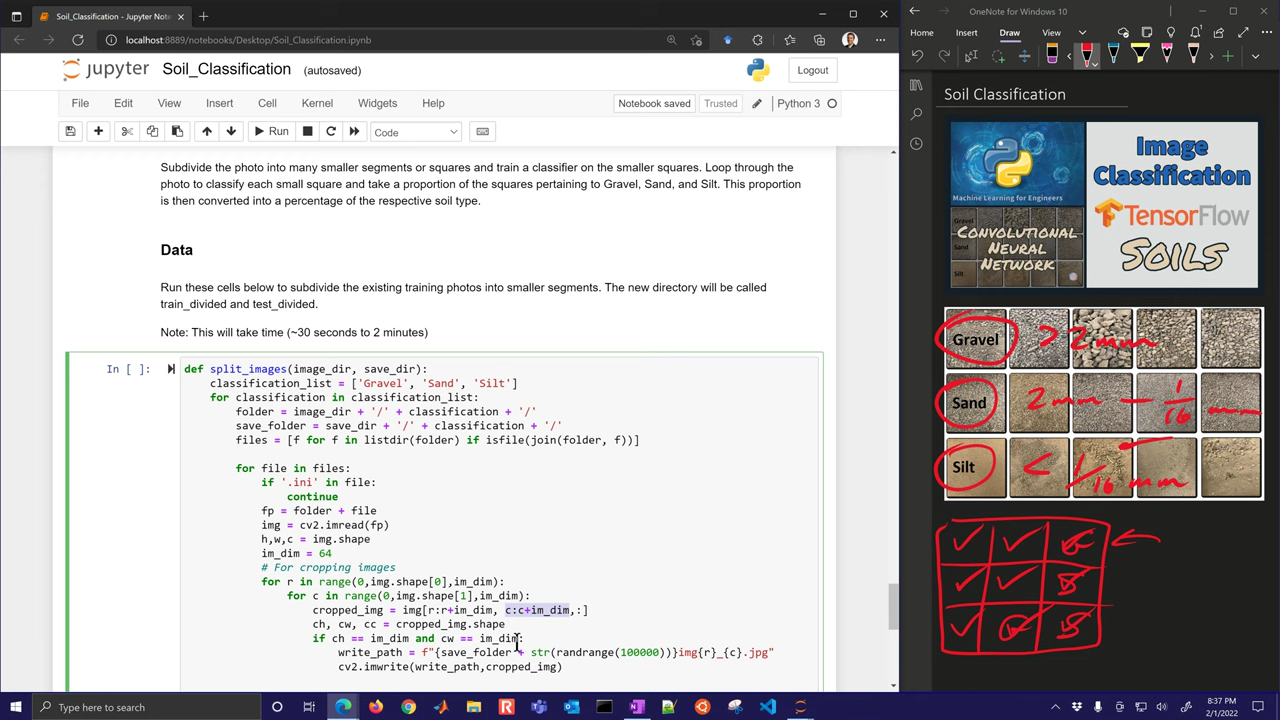 Soil_Classification - Jupyter Not
localhost:8889/notebooks/Desktop/Soil_Classification.ipynb
jupyter Soil_Classification (autosaved)
Logout
File Edit View Insert Cell Kernel Widgets Help
Notebook saved Trusted Python 3
Run Code
Subdivide the photo into many smaller segments or squares and train a classifier on the smaller squares. Loop through the
photo to classify each small square and take a proportion of the squares pertaining to Gravel, Sand, and Silt. This proportion
is then converted into a percentage of the respective soil type.
Data
Run these cells below to subdivide the existing training photos into smaller segments. The new directory will be called
train_divided and test_divided.
Note: This will take time (~30 seconds to 2 minutes)
In [ ]:
def split_images(image_dir, save_dir):
classification_list = ['Gravel', 'Sand', 'Silt']
for classification in classification_list:
folder = image_dir + '/' + classification + '/'
save_folder = save_dir + '/' + classification + '/'
files = [f for f in listdir(folder) if isfile(join(folder, f))]
for file in files:
if '.ini' in file:
continue
fp = folder + file
img = cv2.imread(fp)
h,w,c = img.shape
im_dim = 64
# For cropping images
for r in range(0,img.shape[0],im_dim):
for c in range(0,img.shape[1],im_dim):
cropped_img = img[r:r+im_dim, c:c+im_dim,:]
ch, cw, cc = cropped_img.shape
if ch == im_dim and cw == im_dim:
write_path = f"{save_folder + str(randrange(100000))}img{r}_{c}.jpg"
cv2.imwrite(write_path,cropped_img)
OneNote for Windows 10
Home Insert Draw View
Soil Classification
Machine Learning for Engineers
Gravel
Sand
Silt
Convolutional
Neural
Network
Image
Classification
TensorFlow
Soils
Gravel > 2 mm
Sand 2 mm - 1/16 mm
Silt < 1/16 mm
✓ ✓ G
✓ ✓ S
✓ G S
Type here to search
8:37 PM
2/1/2022